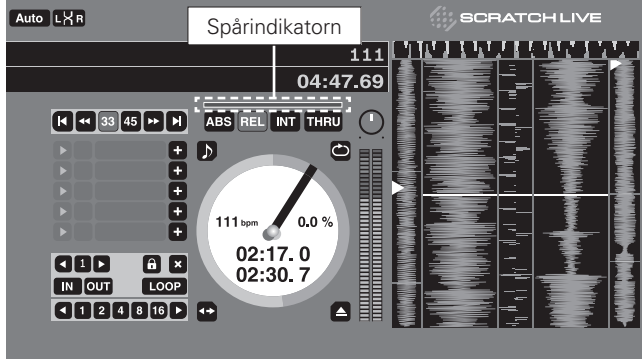 Auto L R
Spårindikatorn
SCRATCH LIVE
111
04:47.69
33 45
ABS REL INT THRU
111 bpm 0.0 %
02:17.0
02:30.7
1
IN OUT LOOP
1 2 4 8 16